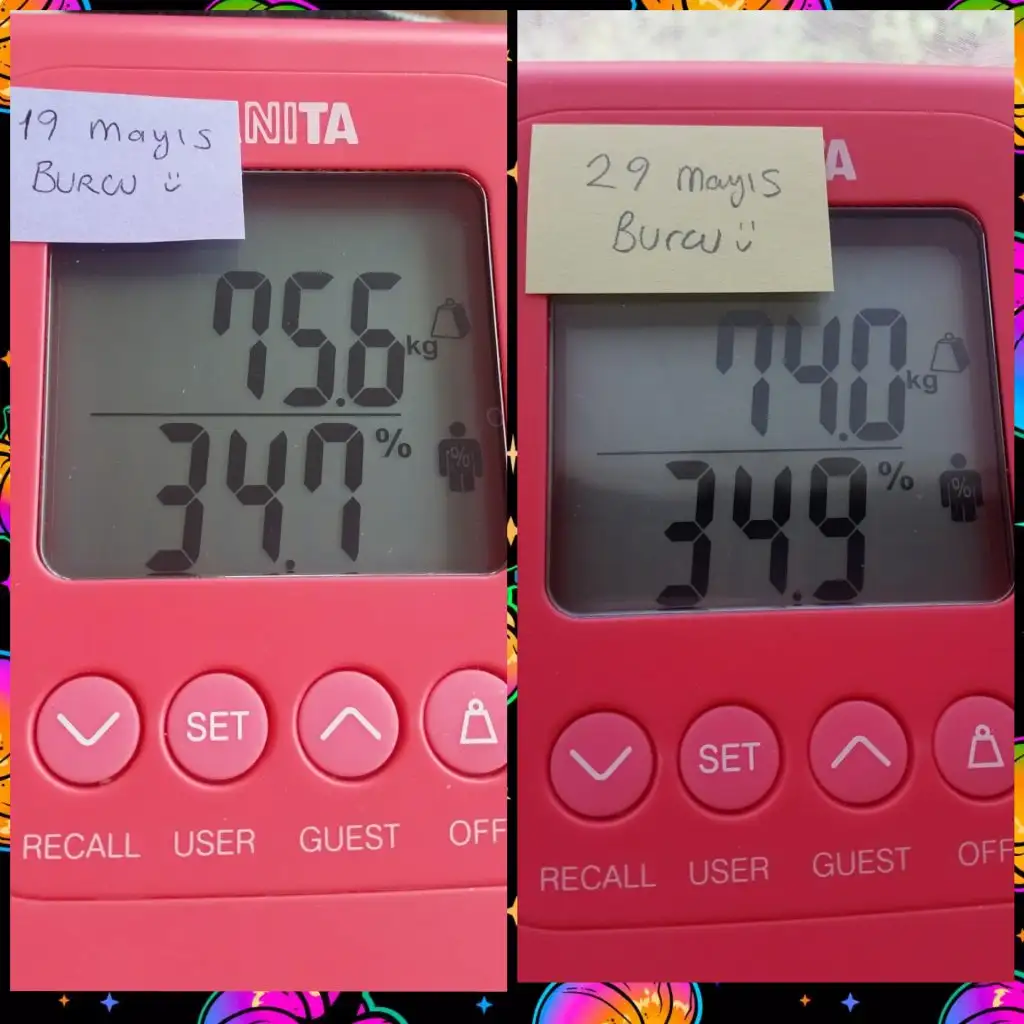 19 mayıs
BURCU :)
NITA
75.6 kg
34.7 %
%
SET
RECALL USER GUEST OFF
29 mayıs
Burcu :)
A
74.0 kg
34.9 %
%
SET
RECALL USER GUEST OFF